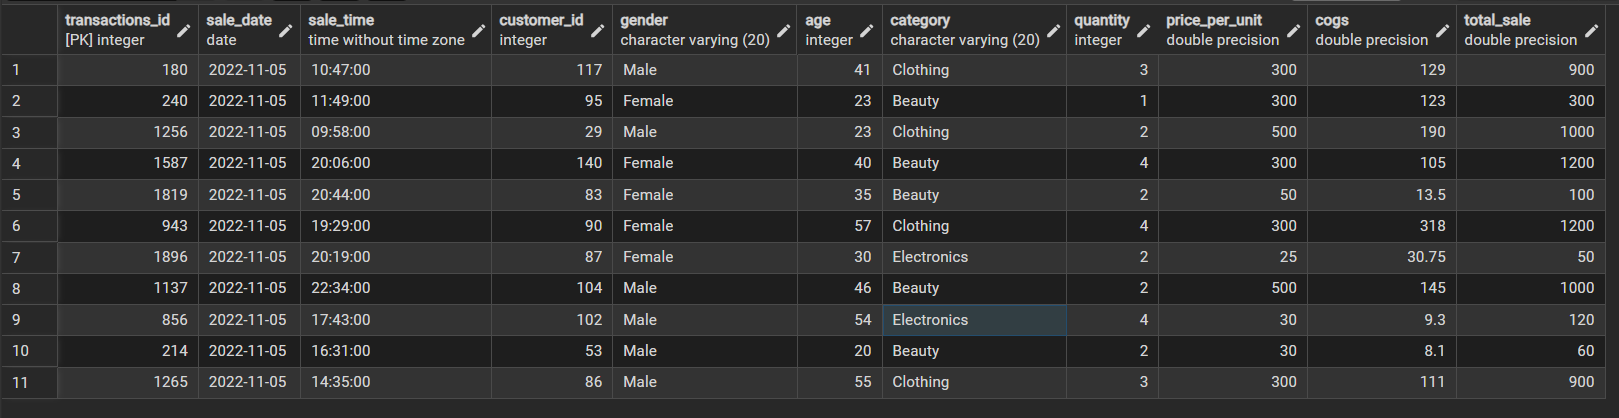 transactions_id sale_date sale_time customer_id gender age category quantity price_per_unit cogs total_sale
[PK] integer date time without time zone integer character varying (20) integer character varying (20) integer double precision double precision double precision
1 180 2022-11-05 10:47:00 117 Male 41 Clothing 3 300 129 900
2 240 2022-11-05 11:49:00 95 Female 23 Beauty 1 300 123 300
3 1256 2022-11-05 09:58:00 29 Male 23 Clothing 2 500 190 1000
4 1587 2022-11-05 20:06:00 140 Female 40 Beauty 4 300 105 1200
5 1819 2022-11-05 20:44:00 83 Female 35 Beauty 2 50 13.5 100
6 943 2022-11-05 19:29:00 90 Female 57 Clothing 4 300 318 1200
7 1896 2022-11-05 20:19:00 87 Female 30 Electronics 2 25 30.75 50
8 1137 2022-11-05 22:34:00 104 Male 46 Beauty 2 500 145 1000
9 856 2022-11-05 17:43:00 102 Male 54 Electronics 4 30 9.3 120
10 214 2022-11-05 16:31:00 53 Male 20 Beauty 2 30 8.1 60
11 1265 2022-11-05 14:35:00 86 Male 55 Clothing 3 300 111 900